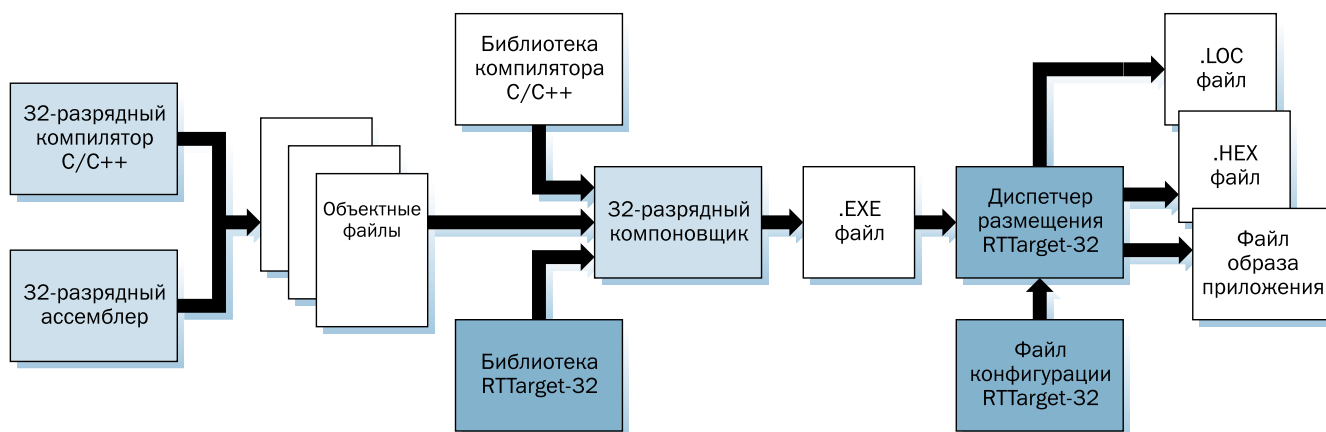 32-разрядный
компилятор
C/C++
32-разрядный
ассемблер
Объектные
файлы
Библиотека
компилятора
C/C++
Библиотека
RTTarget-32
32-разрядный
компоновщик
.EXE
файл
Диспетчер
размещения
RTTarget-32
Файл
конфигурации
RTTarget-32
.LOC
файл
.HEX
файл
Файл
образа
приложения